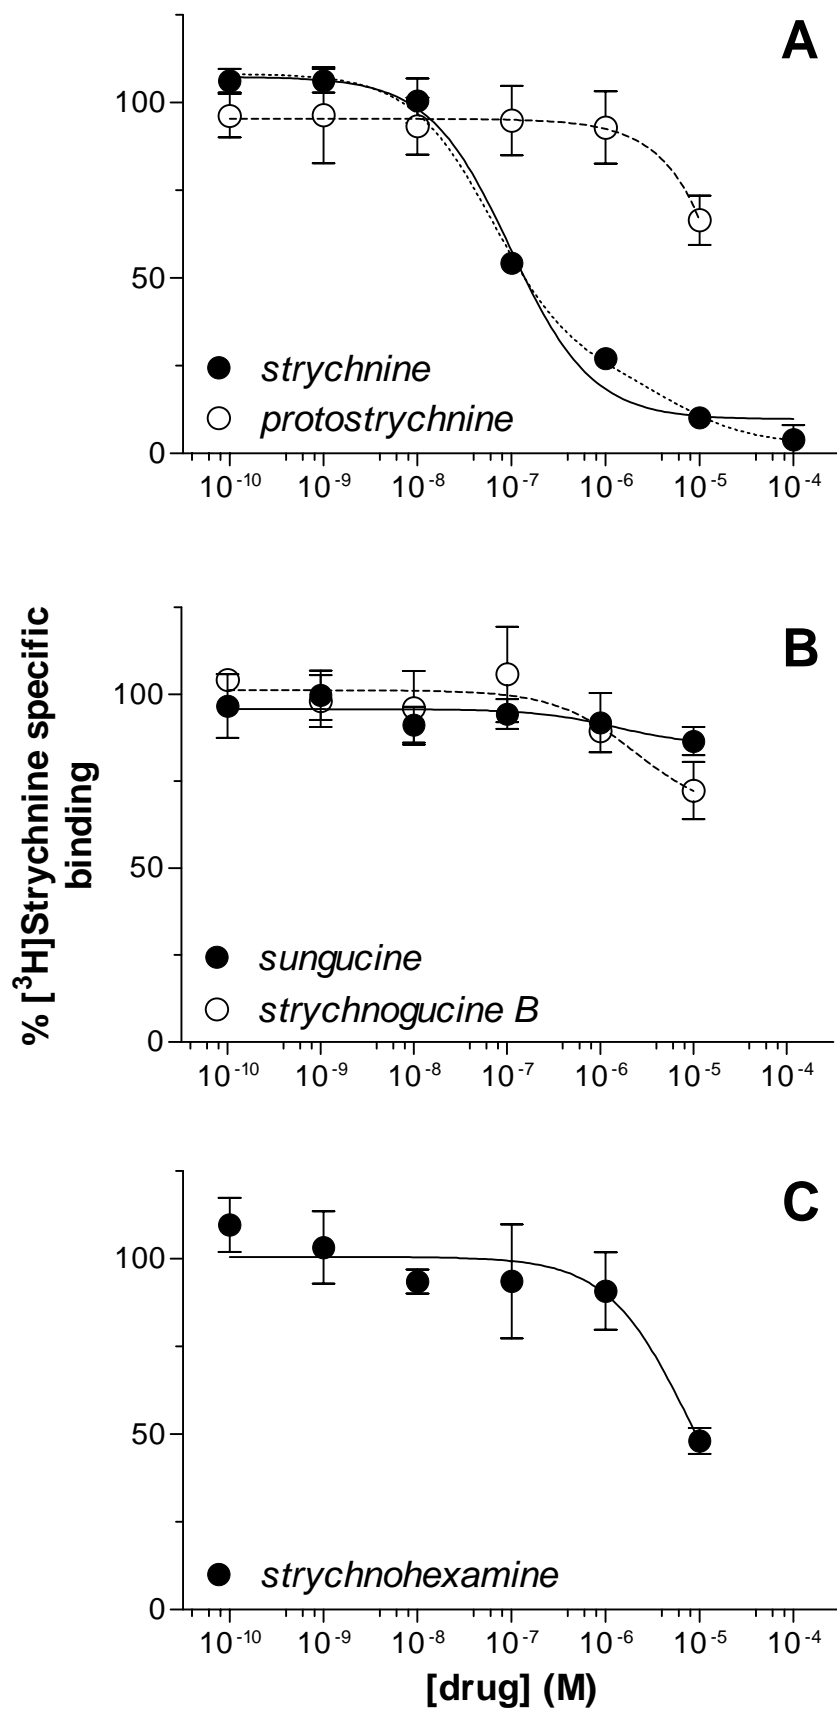 A
100
50
0
strychnine
protostrychnine
10⁻¹⁰ 10⁻⁹ 10⁻⁸ 10⁻⁷ 10⁻⁶ 10⁻⁵ 10⁻⁴
% [³H]Strychnine specific
binding
B
100
50
0
sungucine
strychnogucine B
10⁻¹⁰ 10⁻⁹ 10⁻⁸ 10⁻⁷ 10⁻⁶ 10⁻⁵ 10⁻⁴
C
100
50
0
strychnohexamine
10⁻¹⁰ 10⁻⁹ 10⁻⁸ 10⁻⁷ 10⁻⁶ 10⁻⁵ 10⁻⁴
[drug] (M)